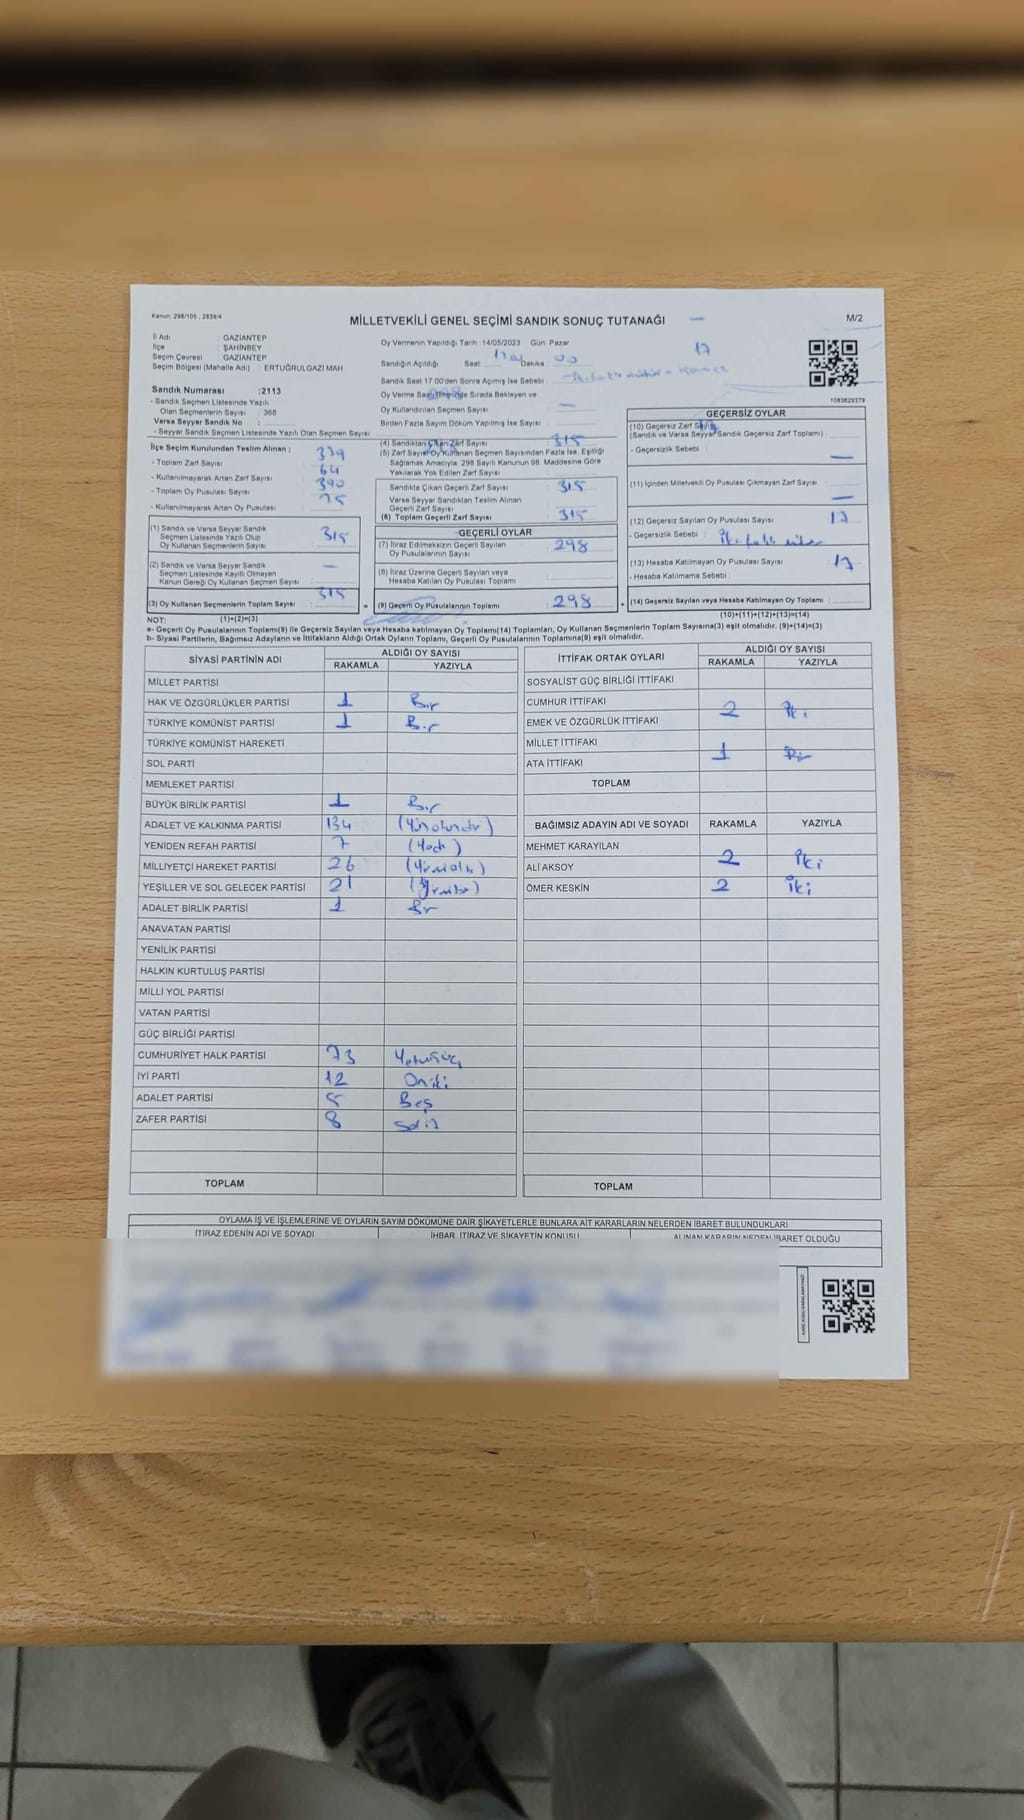 Kanun: 298/105 , 2839/4
MİLLETVEKİLİ GENEL SEÇİMİ SANDIK SONUÇ TUTANAĞI —
M/2
İl Adı : GAZİANTEP
İlçe : ŞAHİNBEY
Seçim Çevresi : GAZİANTEP
Seçim Bölgesi (Mahalle Adı) : ERTUĞRULGAZİ MAH
Sandık Numarası :2113
- Sandık Seçmen Listesinde Yazılı
Olan Seçmenlerin Sayısı : 368
Varsa Seyyar Sandık No :
- Seyyar Sandık Seçmen Listesinde Yazılı Olan Seçmen Sayısı :
İlçe Seçim Kurulundan Teslim Alınan ;
- Toplam Zarf Sayısı 379
- Kullanılmayarak Artan Zarf Sayısı 64
- Toplam Oy Pusulası Sayısı 390
- Kullanılmayarak Artan Oy Pusulası 75
(1) Sandık ve Varsa Seyyar Sandık
Seçmen Listesinde Yazılı Olup
Oy Kullanan Seçmenlerin Sayısı 315
(2) Sandık ve Varsa Seyyar Sandık
Seçmen Listesinde Kayıtlı Olmayan
Kanun Gereği Oy Kullanan Seçmen Sayısı —
(3) Oy Kullanan Seçmenlerin Toplam Sayısı 315
(1)+(2)=(3)
Oy Vermenin Yapıldığı Tarih : 14/05/2023 Gün: Pazar
Sandığın Açıldığı Saat Dakika 17
Sandık Saat 17.00'den Sonra Açımış İse Sebebi :
Oy Verme Saati Bitiminde Sırada Bekleyen ve
Oy Kullandırılan Seçmen Sayısı —
Birden Fazla Sayım Döküm Yapılmış İse Sayısı :
(4) Sandıktan Çıkan Zarf Sayısı 315
(5) Zarf Sayısı Oy Kullanan Seçmen Sayısından Fazla İse, Eşitliği
Sağlamak Amacıyla, 298 Sayılı Kanunun 98. Maddesine Göre
Yakılarak Yok Edilen Zarf Sayısı
Sandıkta Çıkan Geçerli Zarf Sayısı 315
Varsa Seyyar Sandıktan Teslim Alınan
Geçerli Zarf Sayısı
(6) Toplam Geçerli Zarf Sayısı 315
GEÇERLİ OYLAR
(7) İtiraz Edilmeksizin Geçerli Sayılan
Oy Pusulalarının Sayısı 298
(8) İtiraz Üzerine Geçerli Sayılan veya
Hesaba Katılan Oy Pusulası Toplamı
= (9) Geçerli Oy Pusulalarının Toplamı 298 +
1083629379
GEÇERSİZ OYLAR
(10) Geçersiz Zarf Sayısı
(Sandık ve Varsa Seyyar Sandık Geçersiz Zarf Toplamı) :
- Geçersizlik Sebebi : —
(11) İçinden Milletvekili Oy Pusulası Çıkmayan Zarf Sayısı —
(12) Geçersiz Sayılan Oy Pusulası Sayısı 17
- Geçersizlik Sebebi :
(13) Hesaba Katılmayan Oy Pusulası Sayısı 17
- Hesaba Katılmama Sebebi :
(14) Geçersiz Sayılan veya Hesaba Katılmayan Oy Toplamı
(10)+(11)+(12)+(13)=(14)
NOT:
a- Geçerli Oy Pusulalarının Toplamı(9) ile Geçersiz Sayılan veya Hesaba katılmayan Oy Toplamı(14) Toplamları, Oy Kullanan Seçmenlerin Toplam Sayısına(3) eşit olmalıdır. (9)+(14)=(3)
b- Siyasi Partilerin, Bağımsız Adayların ve İttifakların Aldığı Ortak Oyların Toplamı, Geçerli Oy Pusulalarının Toplamına(9) eşit olmalıdır.
SİYASİ PARTİNİN ADI ALDIĞI OY SAYISI
RAKAMLA YAZIYLA
MİLLET PARTİSİ
HAK VE ÖZGÜRLÜKLER PARTİSİ 1 Bir
TÜRKİYE KOMÜNİST PARTİSİ 1 Bir
TÜRKİYE KOMÜNİST HAREKETİ
SOL PARTİ
MEMLEKET PARTİSİ
BÜYÜK BİRLİK PARTİSİ 1 Bir
ADALET VE KALKINMA PARTİSİ 134
YENİDEN REFAH PARTİSİ 7 (Yedi)
MİLLİYETÇİ HAREKET PARTİSİ 26 (Yirmialtı)
YEŞİLLER VE SOL GELECEK PARTİSİ 21 (Yirmibir)
ADALET BİRLİK PARTİSİ 1 Bir
ANAVATAN PARTİSİ
YENİLİK PARTİSİ
HALKIN KURTULUŞ PARTİSİ
MİLLİ YOL PARTİSİ
VATAN PARTİSİ
GÜÇ BİRLİĞİ PARTİSİ
CUMHURİYET HALK PARTİSİ 73 Yetmişüç
İYİ PARTİ 12 Oniki
ADALET PARTİSİ 5 Beş
ZAFER PARTİSİ 8 Sekiz
TOPLAM
İTTİFAK ORTAK OYLARI ALDIĞI OY SAYISI
RAKAMLA YAZIYLA
SOSYALİST GÜÇ BİRLİĞİ İTTİFAKI
CUMHUR İTTİFAKI 2 İki
EMEK VE ÖZGÜRLÜK İTTİFAKI
MİLLET İTTİFAKI 1 Bir
ATA İTTİFAKI
TOPLAM
BAĞIMSIZ ADAYIN ADI VE SOYADI RAKAMLA YAZIYLA
MEHMET KARAYILAN
ALİ AKSOY 2 İki
ÖMER KESKİN 2 İki
TOPLAM
OYLAMA İŞ VE İŞLEMLERİNE VE OYLARIN SAYIM DÖKÜMÜNE DAİR ŞİKAYETLERLE BUNLARA AİT KARARLARIN NELERDEN İBARET BULUNDUKLARI
İTİRAZ EDENİN ADI VE SOYADI İHBAR, İTİRAZ VE ŞİKAYETİN KONUSU ALINAN KARARIN NEDEN İBARET OLDUĞU